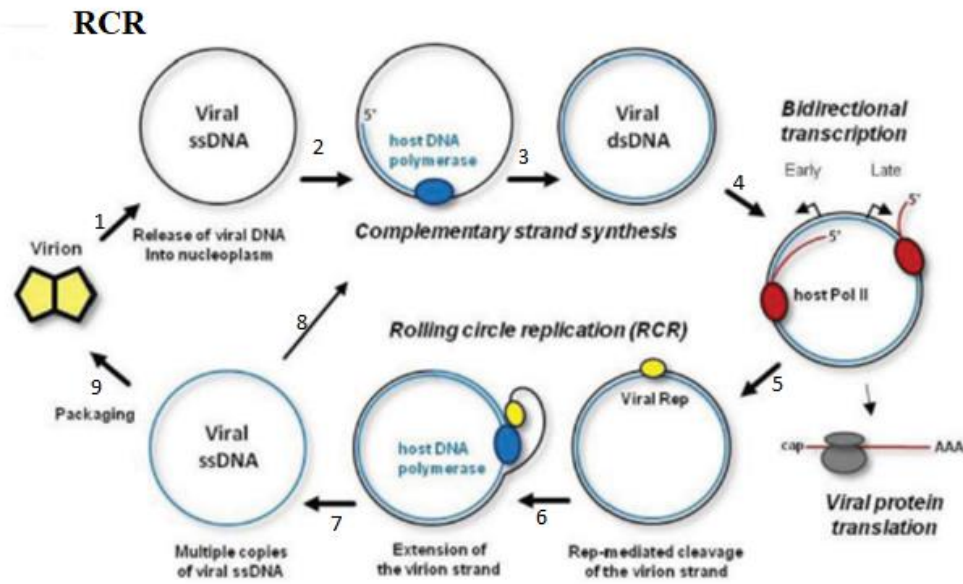 RCR
Viral
ssDNA
1
Release of viral DNA
Into nucleoplasm
2
5'
host DNA
polymerase
3
Complementary strand synthesis
Viral
dsDNA
4
Bidirectional
transcription
Early
Late
5'
5'
host Pol II
Virion
5
cap
AAA
Viral protein
translation
Rolling circle replication (RCR)
Viral Rep
Rep-mediated cleavage
of the virion strand
6
host DNA
polymerase
Extension of
the virion strand
7
Viral
ssDNA
Multiple copies
of viral ssDNA
8
9
Packaging